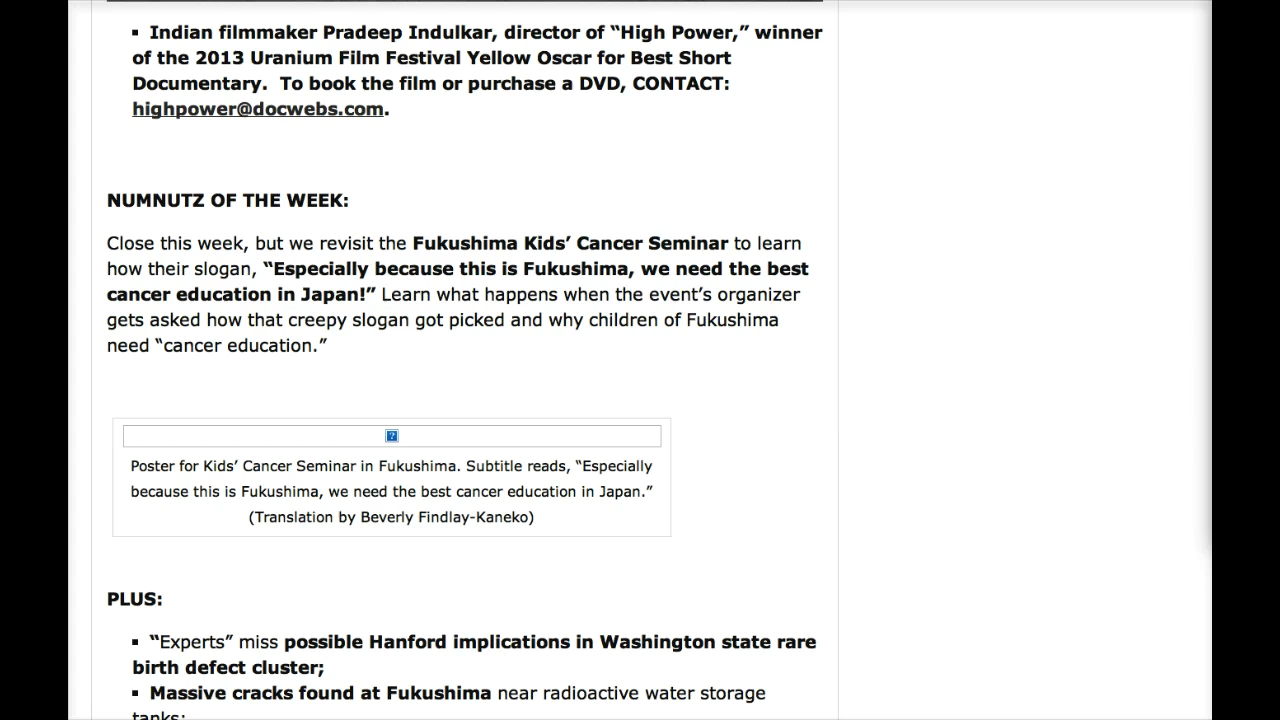 ▪ Indian filmmaker Pradeep Indulkar, director of “High Power,” winner
of the 2013 Uranium Film Festival Yellow Oscar for Best Short
Documentary.  To book the film or purchase a DVD, CONTACT:
highpower@docwebs.com.
NUMNUTZ OF THE WEEK:
Close this week, but we revisit the Fukushima Kids’ Cancer Seminar to learn
how their slogan, “Especially because this is Fukushima, we need the best
cancer education in Japan!” Learn what happens when the event’s organizer
gets asked how that creepy slogan got picked and why children of Fukushima
need “cancer education.”
?
Poster for Kids’ Cancer Seminar in Fukushima. Subtitle reads, “Especially
because this is Fukushima, we need the best cancer education in Japan.”
(Translation by Beverly Findlay-Kaneko)
PLUS:
▪ “Experts” miss possible Hanford implications in Washington state rare
birth defect cluster;
▪ Massive cracks found at Fukushima near radioactive water storage
tanks;